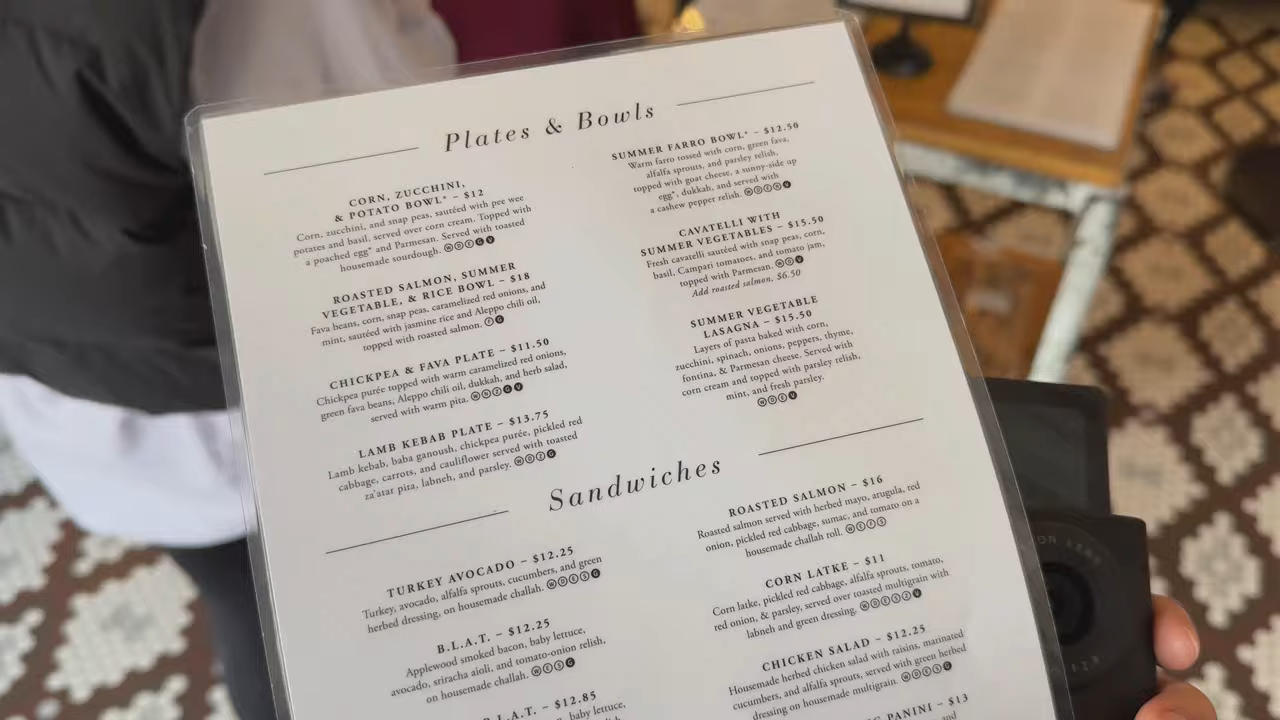 Plates & Bowls
CORN, ZUCCHINI,
& POTATO BOWL* – $12
Corn, zucchini, and snap peas, sautéed with pee wee
potatoes and basil, served over corn cream. Topped with
a poached egg* and Parmesan. Served with toasted
housemade sourdough. Ⓦ Ⓓ Ⓔ Ⓖ Ⓥ
ROASTED SALMON, SUMMER
VEGETABLE, & RICE BOWL – $18
Fava beans, corn, snap peas, caramelized red onions, and
mint, sautéed with jasmine rice and Aleppo chili oil,
topped with roasted salmon. Ⓕ Ⓖ
CHICKPEA & FAVA PLATE – $11.50
Chickpea purée topped with warm caramelized red onions,
green fava beans, Aleppo chili oil, dukkah, and herb salad,
served with warm pita. Ⓦ Ⓝ Ⓩ Ⓖ Ⓥ
LAMB KEBAB PLATE – $13.75
Lamb kebab, baba ganoush, chickpea purée, pickled red
cabbage, carrots, and cauliflower served with toasted
za'atar pita, labneh, and parsley. Ⓦ Ⓓ Ⓩ Ⓖ
SUMMER FARRO BOWL* – $12.50
Warm farro tossed with corn, green fava,
alfalfa sprouts, and parsley relish,
topped with goat cheese, a sunny-side up
egg*, dukkah, and served with
a cashew pepper relish. Ⓦ Ⓓ Ⓔ Ⓝ Ⓥ
CAVATELLI WITH
SUMMER VEGETABLES – $15.50
Fresh cavatelli sautéed with snap peas, corn,
basil, Campari tomatoes, and tomato jam,
topped with Parmesan. Ⓦ Ⓓ Ⓥ
Add roasted salmon, $6.50
SUMMER VEGETABLE
LASAGNA – $15.50
Layers of pasta baked with corn,
zucchini, spinach, onions, peppers, thyme,
fontina, & Parmesan cheese. Served with
corn cream and topped with parsley relish,
mint, and fresh parsley.
Ⓦ Ⓓ Ⓔ Ⓥ
Sandwiches
TURKEY AVOCADO – $12.25
Turkey, avocado, alfalfa sprouts, cucumbers, and green
herbed dressing, on housemade challah. Ⓦ Ⓓ Ⓔ Ⓢ Ⓖ
B.L.A.T. – $12.25
Applewood smoked bacon, baby lettuce,
avocado, sriracha aioli, and tomato-onion relish,
on housemade challah. Ⓦ Ⓔ Ⓢ Ⓖ
B.L.A.T. – $12.85
baby lettuce,
ROASTED SALMON – $16
Roasted salmon served with herbed mayo, arugula, red
onion, pickled red cabbage, sumac, and tomato on a
housemade challah roll. Ⓦ Ⓔ Ⓕ Ⓢ
CORN LATKE – $11
Corn latke, pickled red cabbage, alfalfa sprouts, tomato,
red onion, & parsley, served over toasted multigrain with
labneh and green dressing. Ⓦ Ⓓ Ⓔ Ⓢ Ⓩ Ⓥ
CHICKEN SALAD – $12.25
Housemade herbed chicken salad with raisins, marinated
cucumbers, and alfalfa sprouts, served with green herbed
dressing on housemade multigrain. Ⓦ Ⓓ Ⓔ Ⓢ Ⓖ
PANINI – $13
and